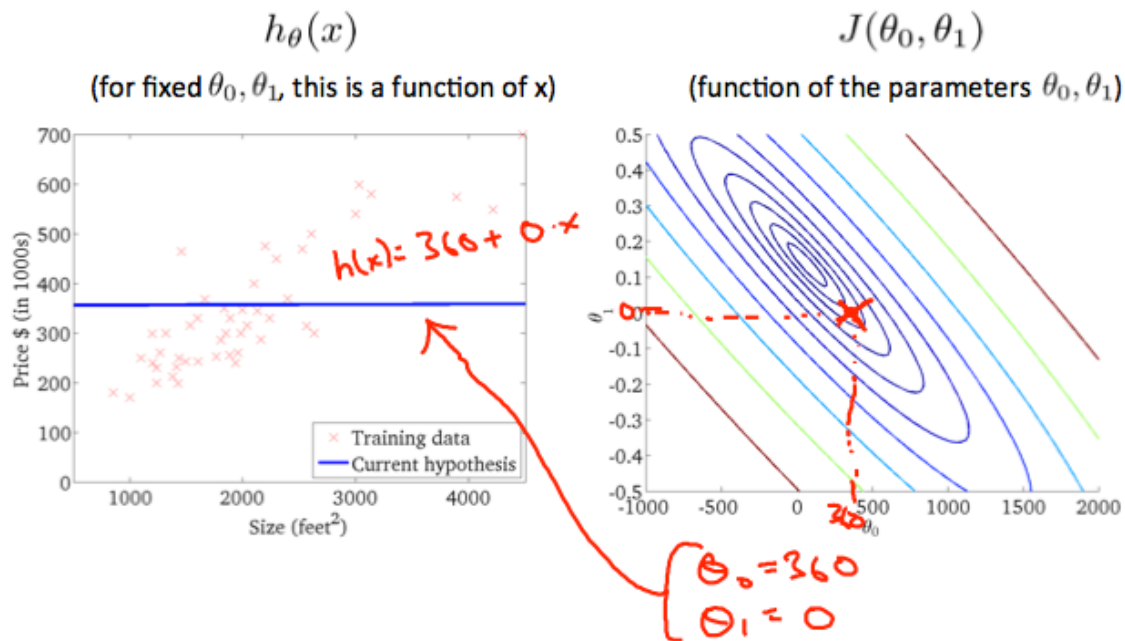 hθ(x)
(for fixed θ0, θ1, this is a function of x)
700
600
500
400
300
200
100
0
Price $ (in 1000s)
1000
2000
3000
4000
Size (feet²)
h(x) = 360 + 0·x
Training data
Current hypothesis
J(θ0, θ1)
(function of the parameters θ0, θ1)
0.5
0.4
0.3
0.2
0.1
0
-0.1
-0.2
-0.3
-0.4
-0.5
θ1
0
-1000
-500
0
500
1000
1500
2000
360
θ0
θ0 = 360
θ1 = 0